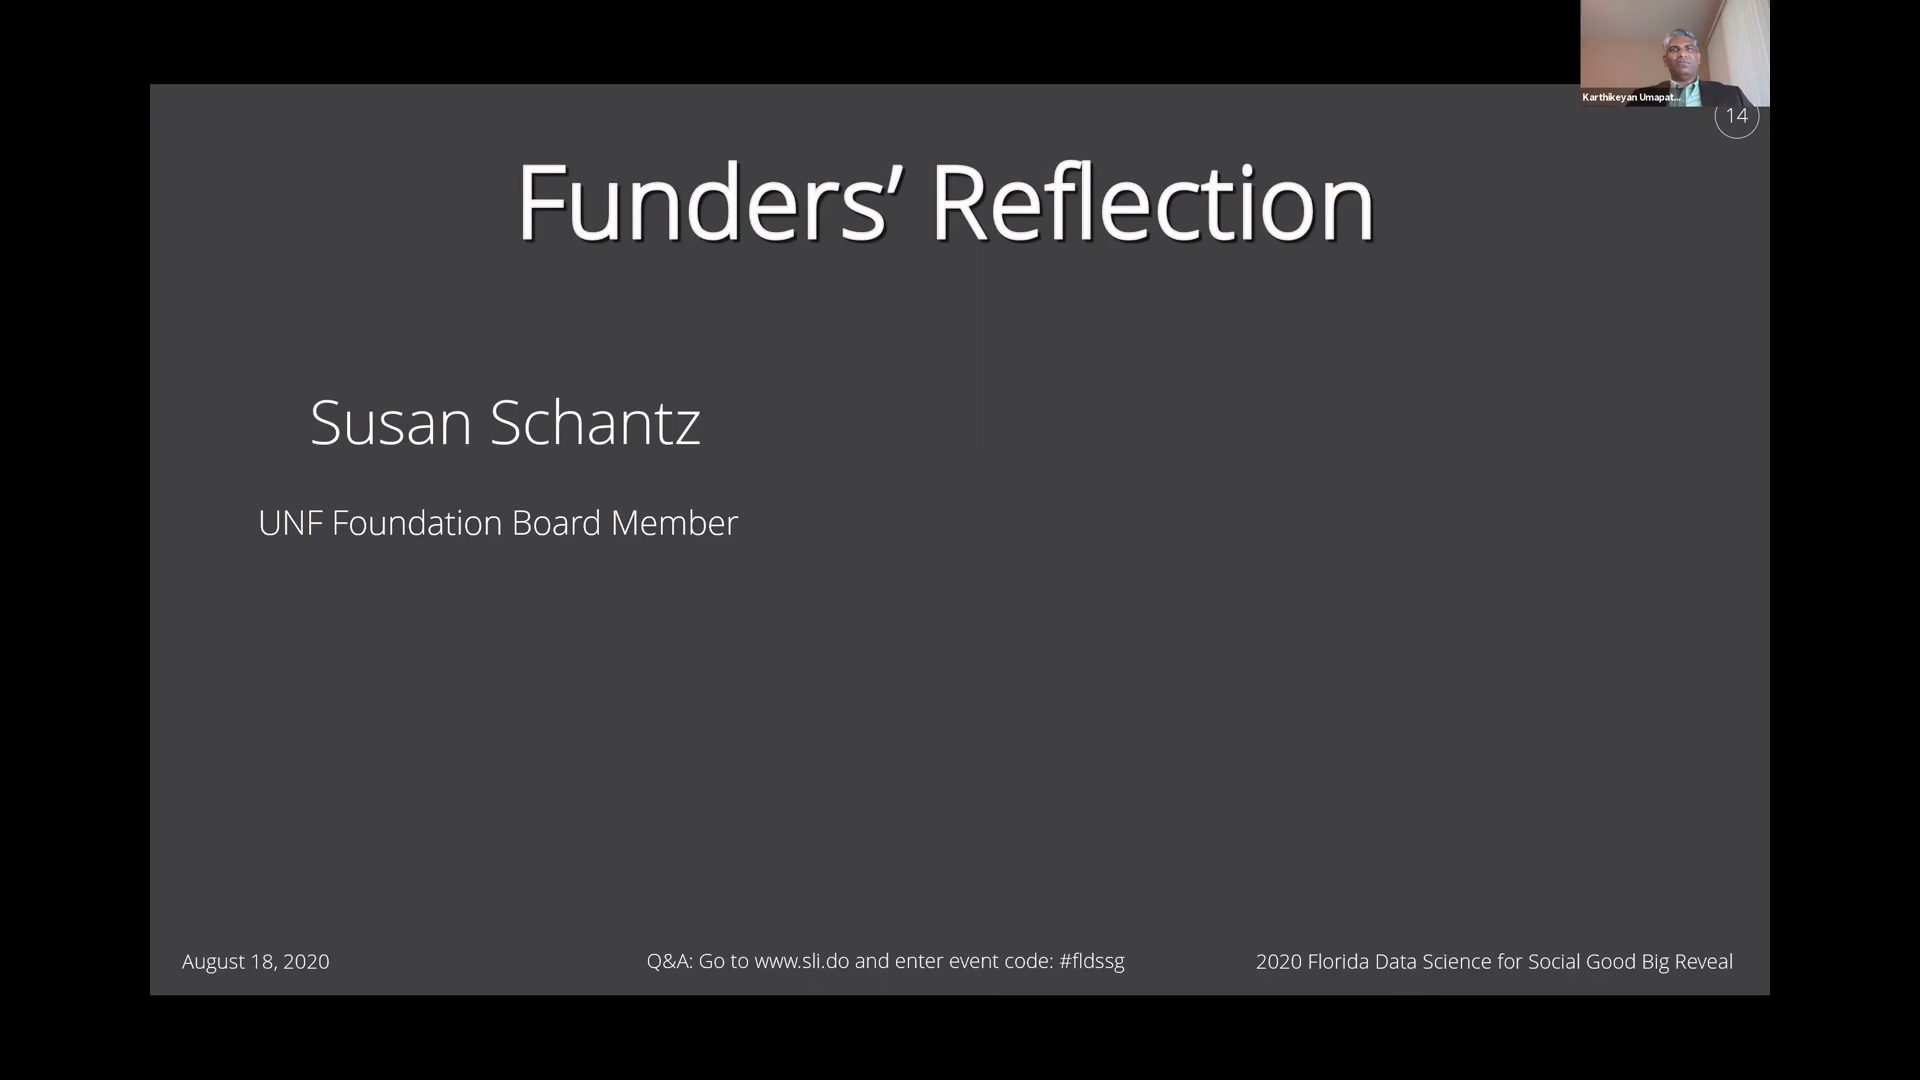 Karthikeyan Umapat...
14
Funders’ Reflection
Susan Schantz
UNF Foundation Board Member
August 18, 2020
Q&A: Go to www.sli.do and enter event code: #fldssg
2020 Florida Data Science for Social Good Big Reveal